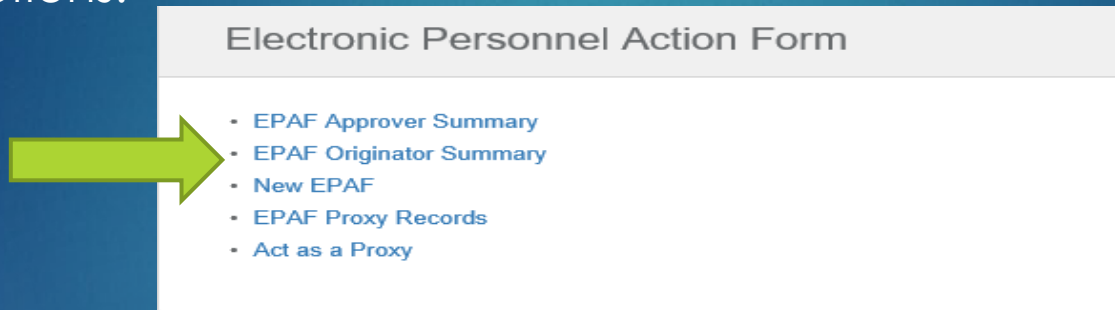 Electronic Personnel Action Form
• EPAF Approver Summary
• EPAF Originator Summary
• New EPAF
• EPAF Proxy Records
• Act as a Proxy